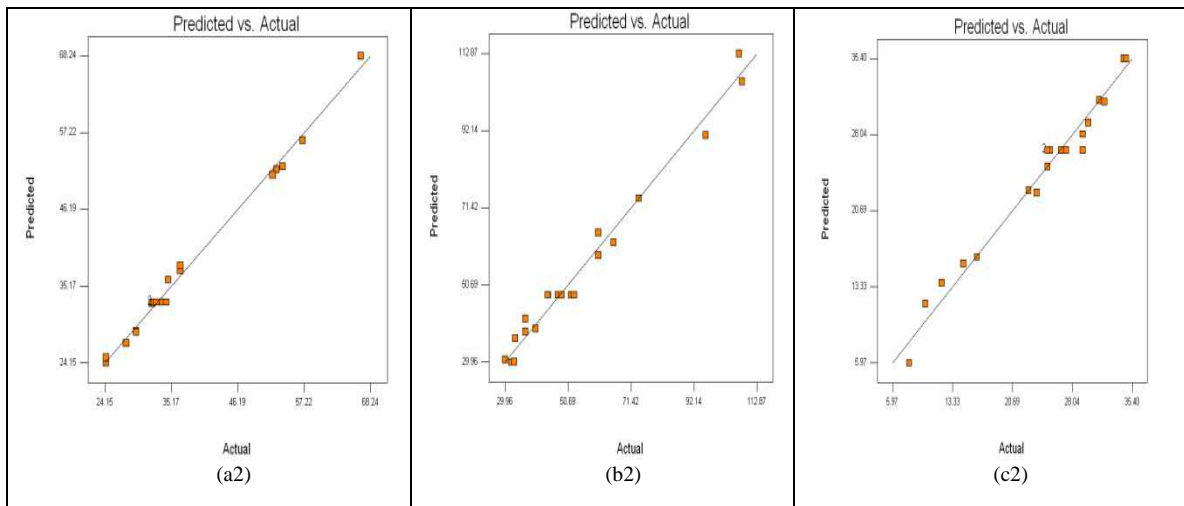 Predicted vs. Actual
68.24
57.22
46.19
35.17
24.15
Predicted
24.15 35.17 46.19 57.22 68.24
Actual
(a2)
Predicted vs. Actual
112.87
92.14
71.42
50.69
29.96
Predicted
29.96 50.69 71.42 92.14 112.87
Actual
(b2)
Predicted vs. Actual
35.40
28.04
20.69
13.33
5.97
Predicted
2
5.97 13.33 20.69 28.04 35.40
Actual
(c2)